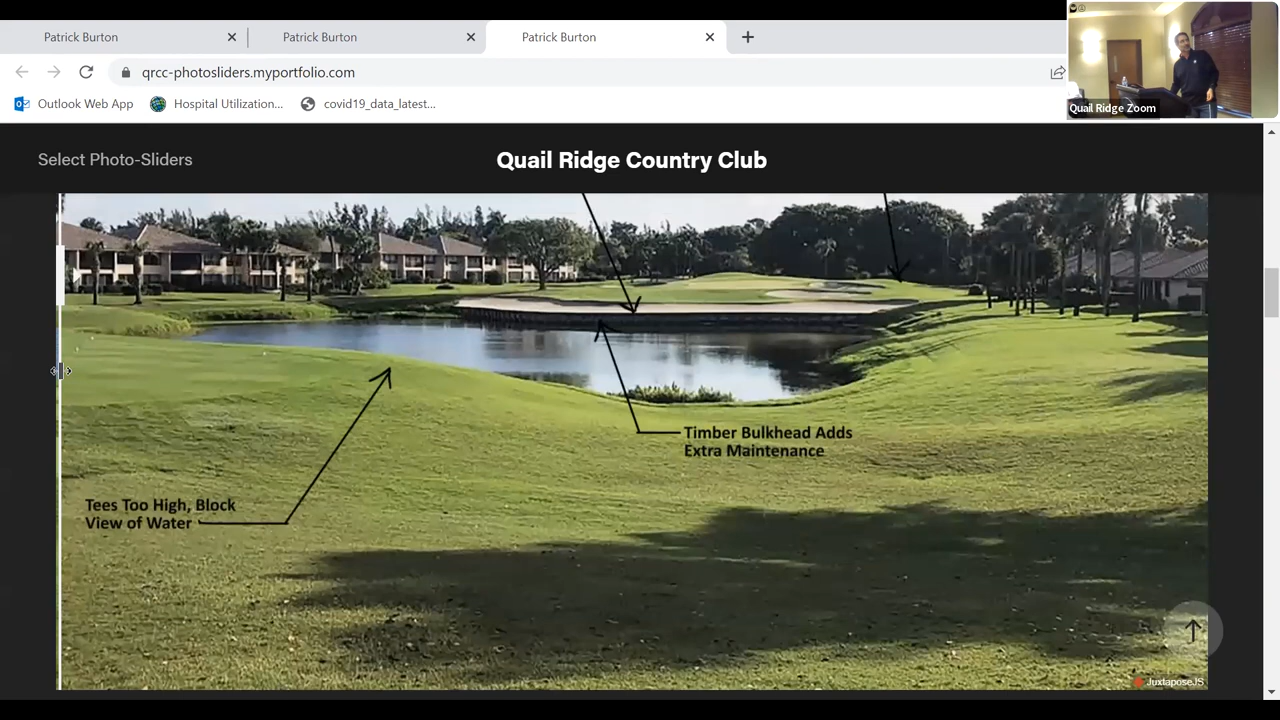 Patrick Burton
Patrick Burton
Patrick Burton
qrcc-photosliders.myportfolio.com
Outlook Web App
Hospital Utilization...
covid19_data_latest...
Quail Ridge Zoom
Select Photo-Sliders
Quail Ridge Country Club
Timber Bulkhead Adds
Extra Maintenance
Tees Too High, Block
View of Water
JuxtaposeJS